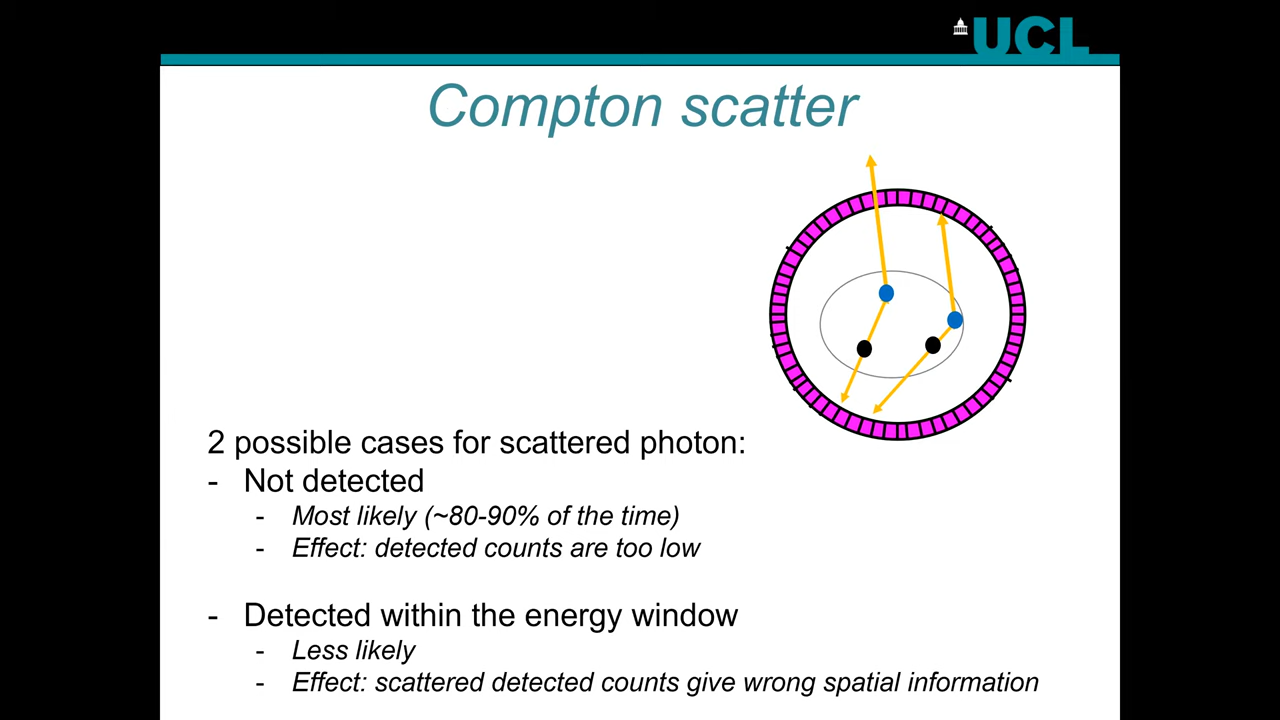 UCL
Compton scatter
2 possible cases for scattered photon:
- Not detected
- Most likely (~80-90% of the time)
- Effect: detected counts are too low
- Detected within the energy window
- Less likely
- Effect: scattered detected counts give wrong spatial information